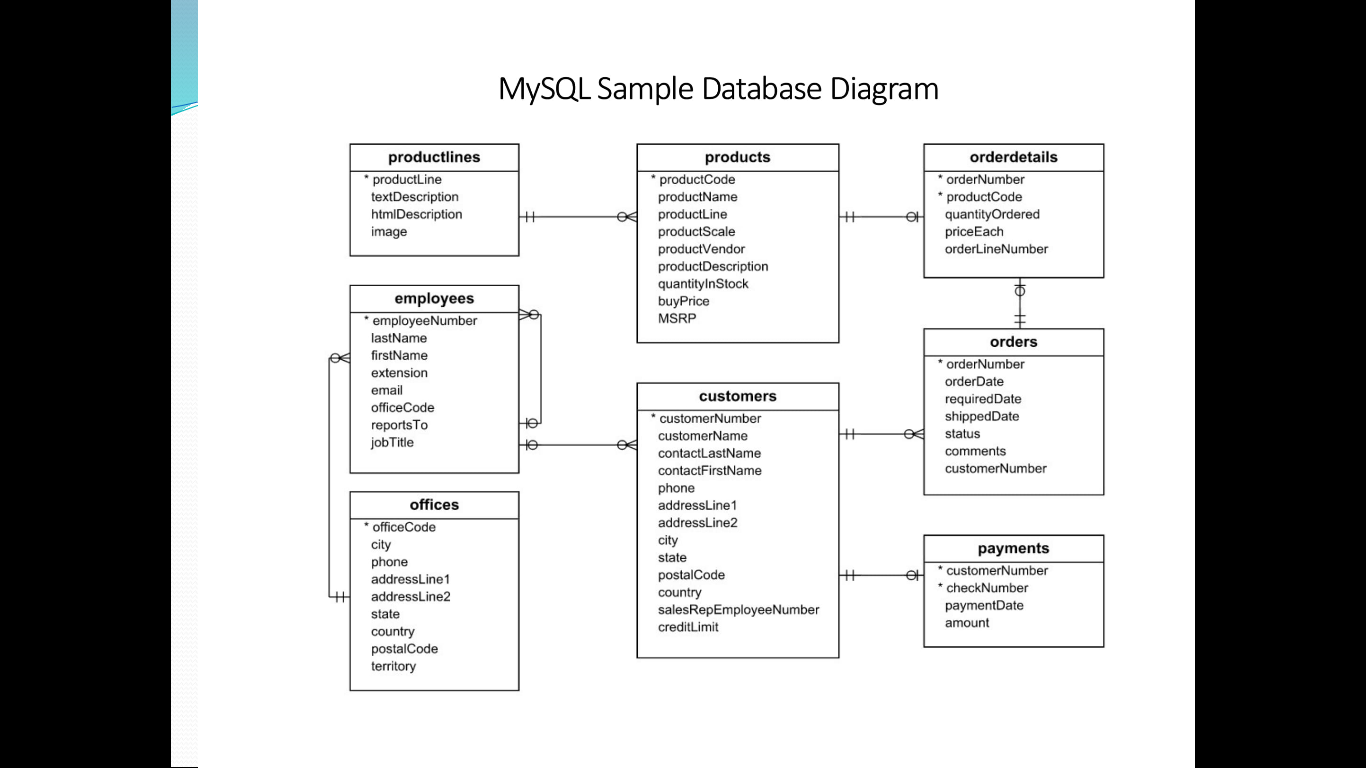 MySQL Sample Database Diagram
productlines
* productLine
textDescription
htmlDescription
image
products
* productCode
productName
productLine
productScale
productVendor
productDescription
quantityInStock
buyPrice
MSRP
orderdetails
* orderNumber
* productCode
quantityOrdered
priceEach
orderLineNumber
employees
* employeeNumber
lastName
firstName
extension
email
officeCode
reportsTo
jobTitle
customers
* customerNumber
customerName
contactLastName
contactFirstName
phone
addressLine1
addressLine2
city
state
postalCode
country
salesRepEmployeeNumber
creditLimit
orders
* orderNumber
orderDate
requiredDate
shippedDate
status
comments
customerNumber
offices
* officeCode
city
phone
addressLine1
addressLine2
state
country
postalCode
territory
payments
* customerNumber
* checkNumber
paymentDate
amount